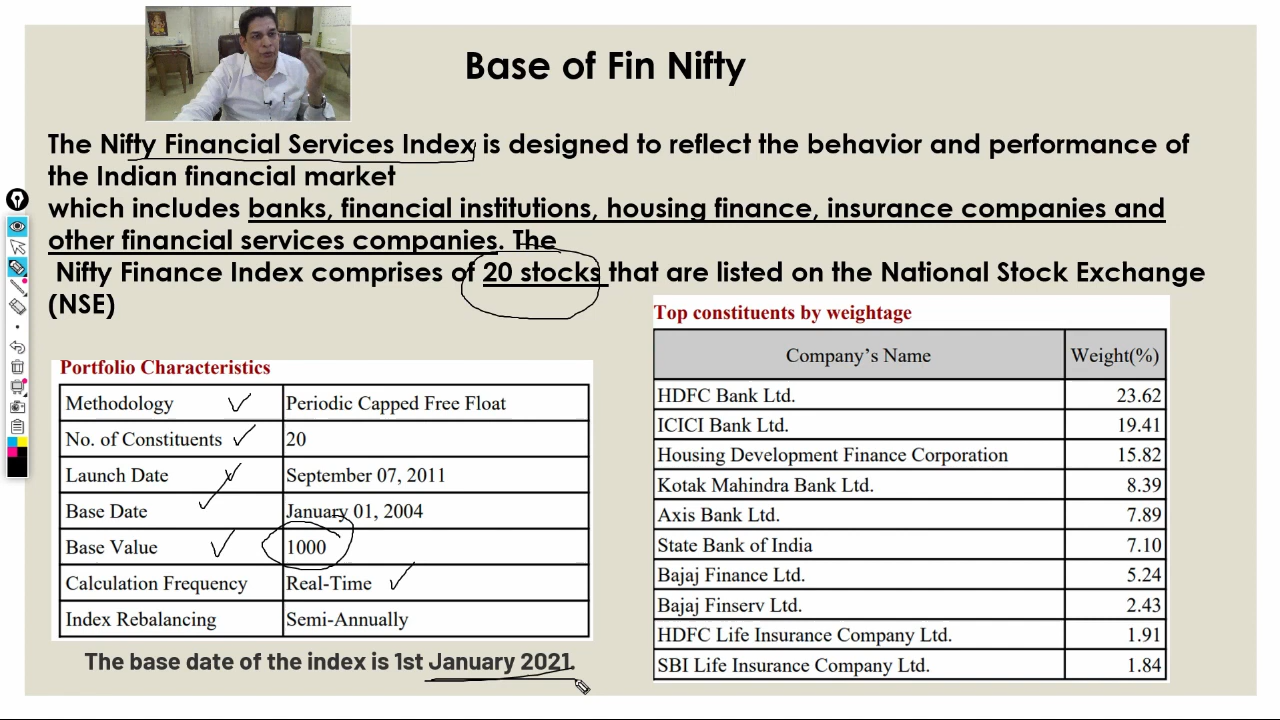 Base of Fin Nifty
The Nifty Financial Services Index is designed to reflect the behavior and performance of
the Indian financial market
which includes banks, financial institutions, housing finance, insurance companies and
other financial services companies. The
Nifty Finance Index comprises of 20 stocks that are listed on the National Stock Exchange
(NSE)
Portfolio Characteristics
Methodology Periodic Capped Free Float
No. of Constituents 20
Launch Date September 07, 2011
Base Date January 01, 2004
Base Value 1000
Calculation Frequency Real-Time
Index Rebalancing Semi-Annually
The base date of the index is 1st January 2021.
Top constituents by weightage
Company’s Name Weight(%)
HDFC Bank Ltd. 23.62
ICICI Bank Ltd. 19.41
Housing Development Finance Corporation 15.82
Kotak Mahindra Bank Ltd. 8.39
Axis Bank Ltd. 7.89
State Bank of India 7.10
Bajaj Finance Ltd. 5.24
Bajaj Finserv Ltd. 2.43
HDFC Life Insurance Company Ltd. 1.91
SBI Life Insurance Company Ltd. 1.84